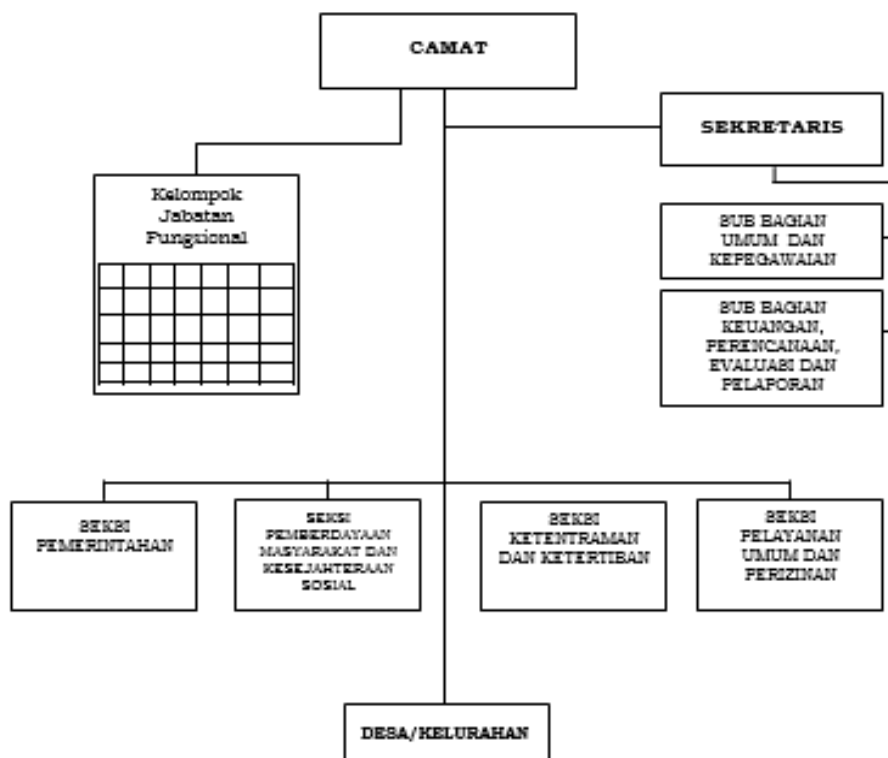 CAMAT
SEKRETARIS
Kelompok
Jabatan
Fungsional
SUB BAGIAN
UMUM DAN
KEPEGAWAIAN
SUB BAGIAN
KEUANGAN,
PERENCANAAN,
EVALUASI DAN
PELAPORAN
SEKSI
PEMERINTAHAN
SEKSI
PEMBERDAYAAN
MASYARAKAT DAN
KESEJAHTERAAN
SOSIAL
SEKSI
KETENTRAMAN
DAN KETERTIBAN
SEKSI
PELAYANAN
UMUM DAN
PERIZINAN
DESA/KELURAHAN